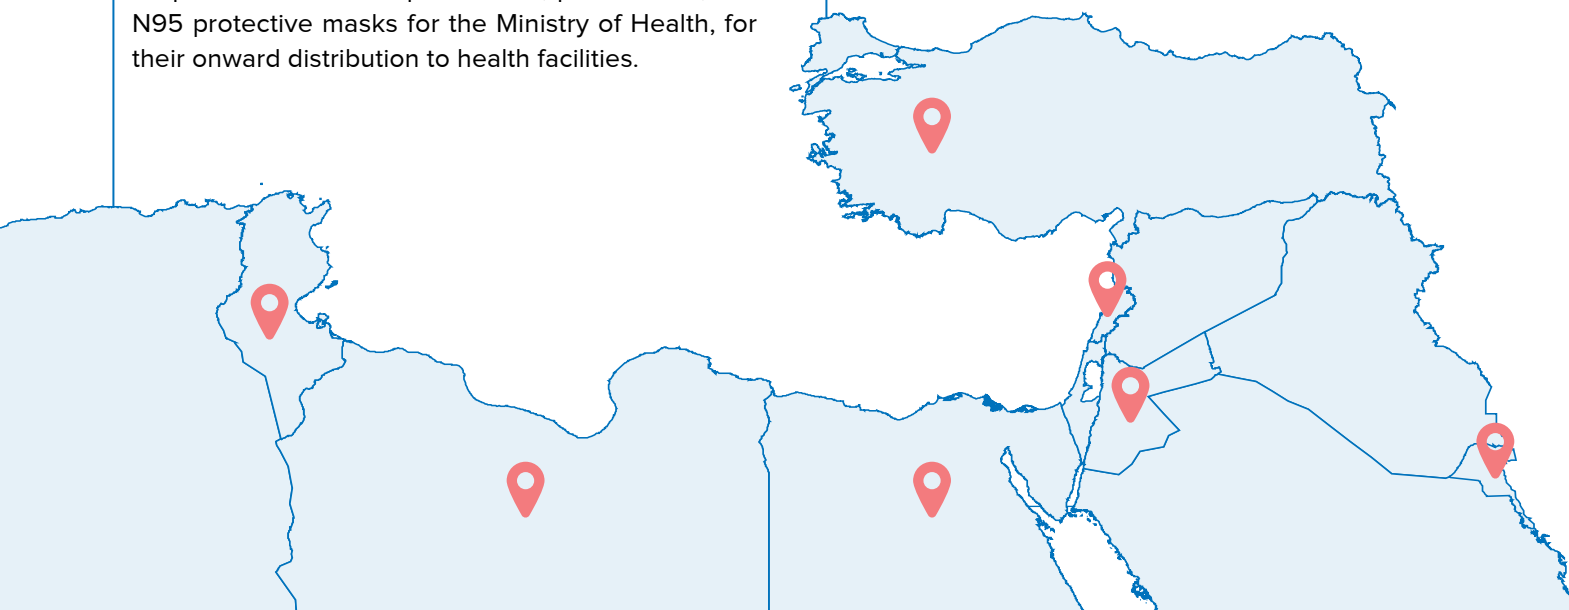 N95 protective masks for the Ministry of Health, for
their onward distribution to health facilities.